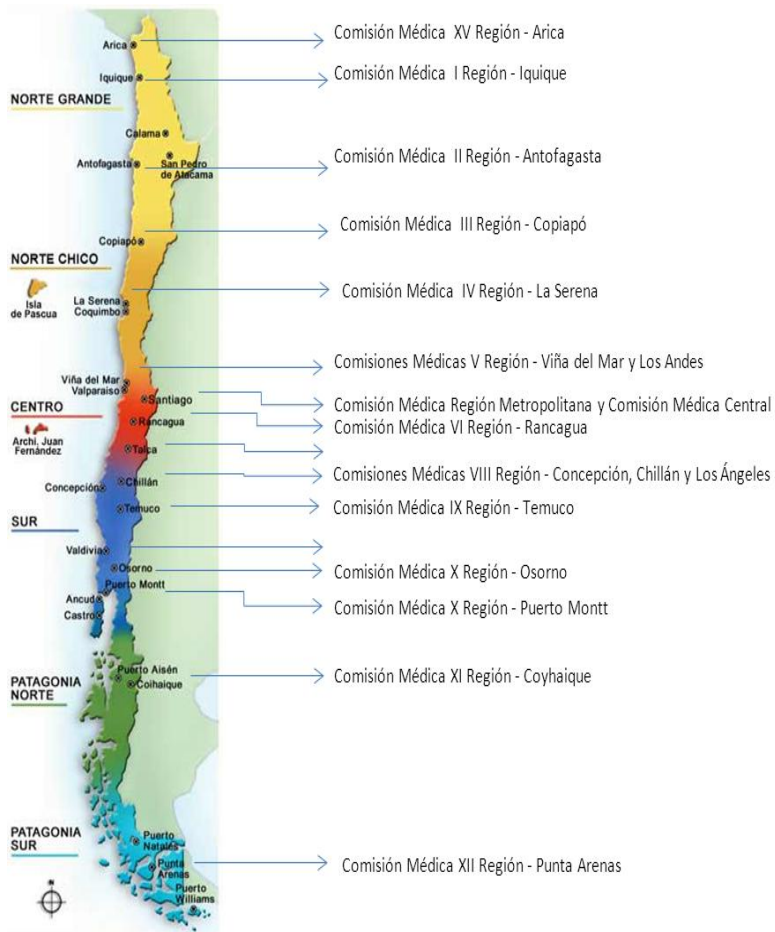 Arica
Iquique
NORTE GRANDE
Calama
Antofagasta
San Pedro
de Atacama
Copiapó
NORTE CHICO
Isla
de Pascua
La Serena
Coquimbo
Viña del Mar
Valparaiso
Santiago
CENTRO
Rancagua
Archi. Juan
Fernández
Talca
Chillán
Concepción
Temuco
SUR
Valdivia
Osorno
Puerto Montt
Ancud
Castro
Puerto Aisén
Coihaique
PATAGONIA
NORTE
PATAGONIA
SUR
Puerto
Natales
Punta
Arenas
Puerto
Williams
N
Comisión Médica XV Región - Arica
Comisión Médica I Región - Iquique
Comisión Médica II Región - Antofagasta
Comisión Médica III Región - Copiapó
Comisión Médica IV Región - La Serena
Comisiones Médicas V Región - Viña del Mar y Los Andes
Comisión Médica Región Metropolitana y Comisión Médica Central
Comisión Médica VI Región - Rancagua
Comisiones Médicas VIII Región - Concepción, Chillán y Los Ángeles
Comisión Médica IX Región - Temuco
Comisión Médica X Región - Osorno
Comisión Médica X Región - Puerto Montt
Comisión Médica XI Región - Coyhaique
Comisión Médica XII Región - Punta Arenas